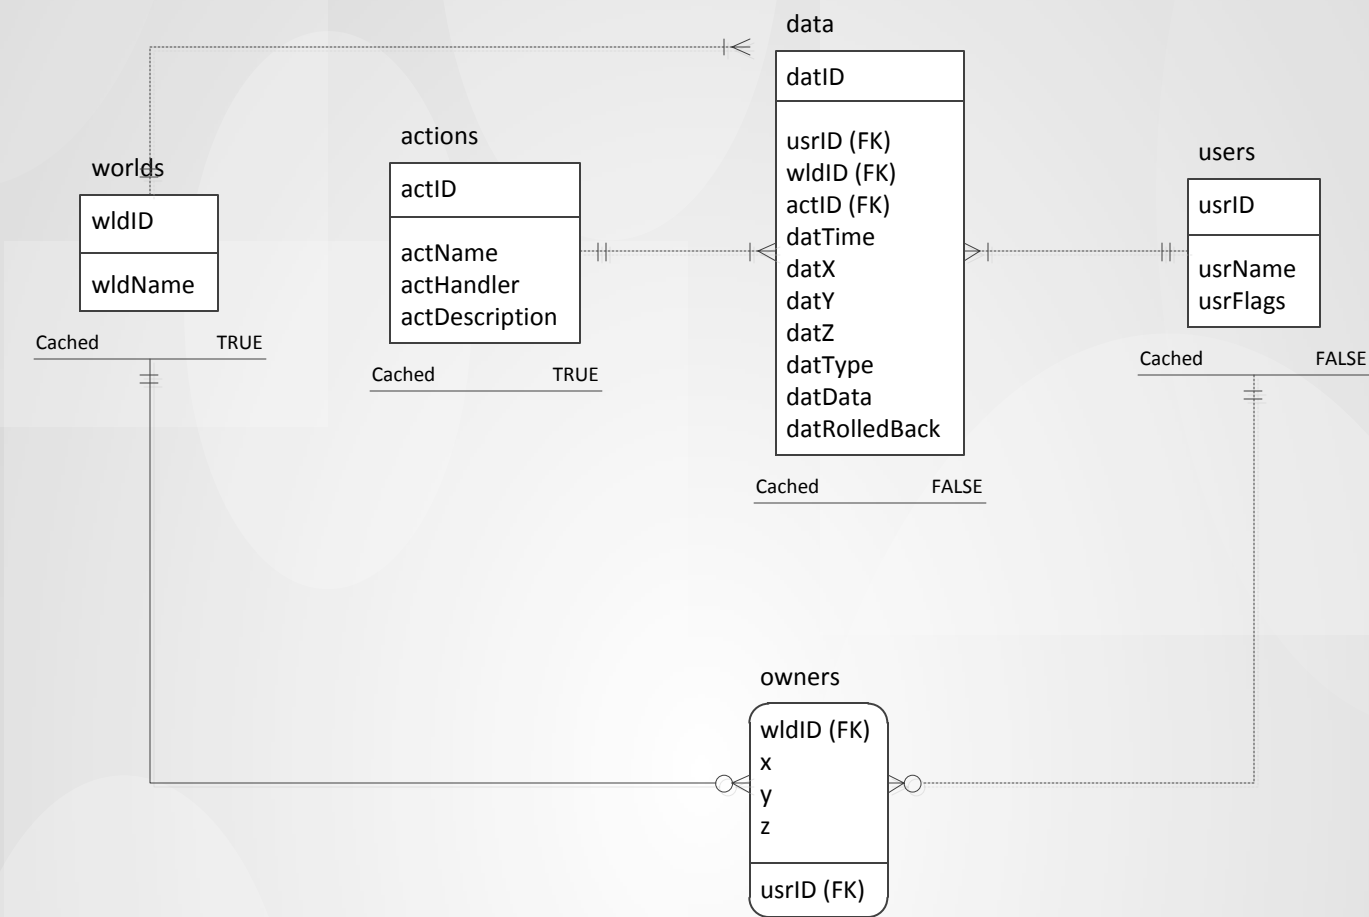 data
datID
usrID (FK)
wldID (FK)
actID (FK)
datTime
datX
datY
datZ
datType
datData
datRolledBack
Cached FALSE
actions
actID
actName
actHandler
actDescription
Cached TRUE
worlds
wldID
wldName
Cached TRUE
users
usrID
usrName
usrFlags
Cached FALSE
owners
wldID (FK)
x
y
z
usrID (FK)